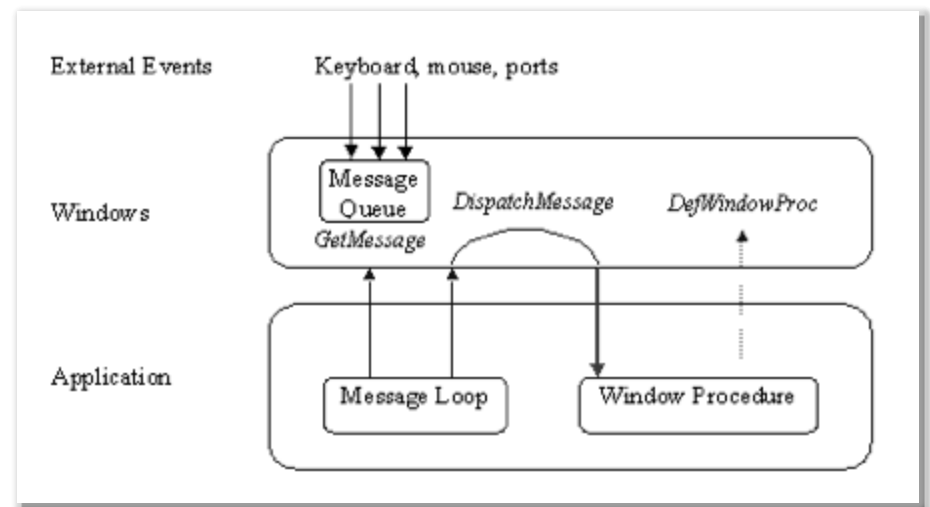 External Events
Keyboard, mouse, ports
Message
Queue
Windows
DispatchMessage
DefWindowProc
GetMessage
Application
Message Loop
Window Procedure